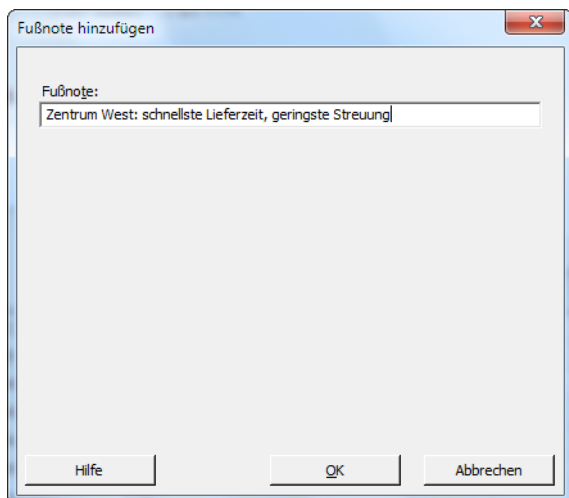 Fußnote hinzufügen
Fußnote:
Zentrum West: schnellste Lieferzeit, geringste Streuung
Hilfe
OK
Abbrechen